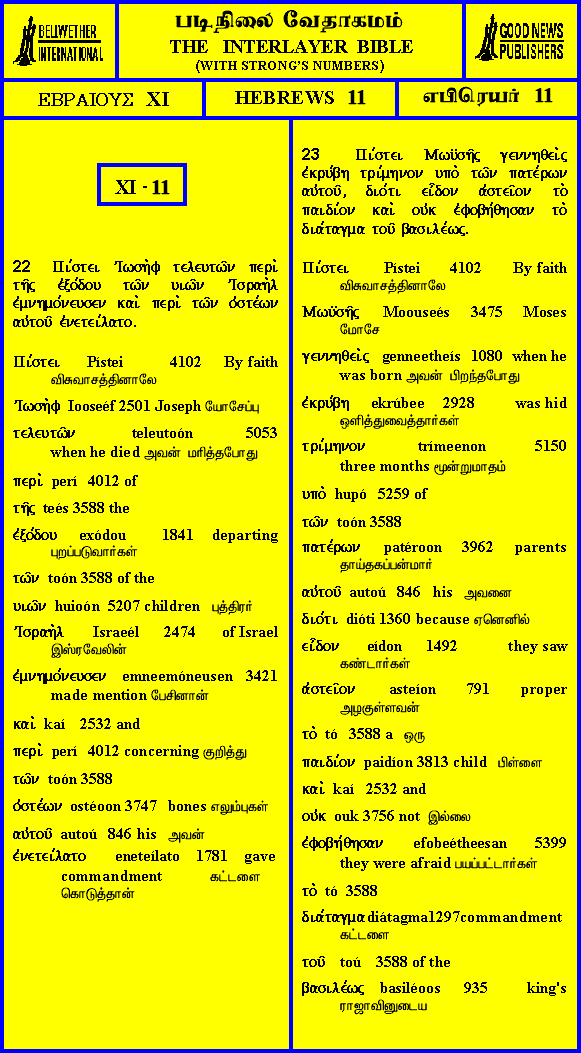 BELLWETHER
INTERNATIONAL
படிநிலை வேதாகமம்
THE INTERLAYER BIBLE
(WITH STRONG'S NUMBERS)
GOOD NEWS
PUBLISHERS
ΕΒΡΑΙΟΥΣ XI
HEBREWS 11
எபிரெயர் 11
XI - 11
22 Πίστει Ἰωσὴφ τελευτῶν περὶ
τῆς ἐξόδου τῶν υιῶν Ἰσραὴλ
ἐμνημόνευσεν καὶ περὶ τῶν ὀστέων
αὐτοῦ ἐνετείλατο.
Πίστει Pístei 4102 By faith
விசுவாசத்தினாலே
Ἰωσὴφ Iooseéf 2501 Joseph யோசேப்பு
τελευτῶν teleutoón 5053
when he died அவன் மரித்தபோது
περὶ perí 4012 of
τῆς teés 3588 the
ἐξόδου exódou 1841 departing
புறப்படுவார்கள்
τῶν toón 3588 of the
υιῶν huioón 5207 children புத்திரர்
Ἰσραὴλ Israeél 2474 of Israel
இஸ்ரவேலின்
ἐμνημόνευσεν emneemóneusen 3421
made mention பேசினான்
καὶ kaí 2532 and
περὶ perí 4012 concerning குறித்து
τῶν toón 3588
ὀστέων ostéoon 3747 bones எலும்புகள்
αὐτοῦ autoú 846 his அவன்
ἐνετείλατο eneteílato 1781 gave
commandment கட்டளை
கொடுத்தான்
23 Πίστει Μωϋσῆς γεννηθεὶς
ἐκρύβη τρίμηνον υπὸ τῶν πατέρων
αὐτοῦ, διότι εἶδον ἀστεῖον τὸ
παιδίον καὶ οὐκ ἐφοβήθησαν τὸ
διάταγμα τοῦ βασιλέως.
Πίστει Pístei 4102 By faith
விசுவாசத்தினாலே
Μωϋσῆς Moouseés 3475 Moses
மோசே
γεννηθεὶς genneetheís 1080 when he
was born அவன் பிறந்தபோது
ἐκρύβη ekrúbee 2928 was hid
ஒளித்துவைத்தார்கள்
τρίμηνον trímeenon 5150
three months மூன்றுமாதம்
υπὸ hupó 5259 of
τῶν toón 3588
πατέρων patéroon 3962 parents
தாய்தகப்பன்மார்
αὐτοῦ autoú 846 his அவனை
διότι dióti 1360 because ஏனெனில்
εἶδον eídon 1492 they saw
கண்டார்கள்
ἀστεῖον asteíon 791 proper
அழகுள்ளவன்
τὸ tó 3588 a ஒரு
παιδίον paidíon 3813 child பிள்ளை
καὶ kaí 2532 and
οὐκ ouk 3756 not இல்லை
ἐφοβήθησαν efobeétheesan 5399
they were afraid பயப்பட்டார்கள்
τὸ tó 3588
διάταγμα diátagma1297commandment
கட்டளை
τοῦ toú 3588 of the
βασιλέως basiléoos 935 king's
ராஜாவினுடைய